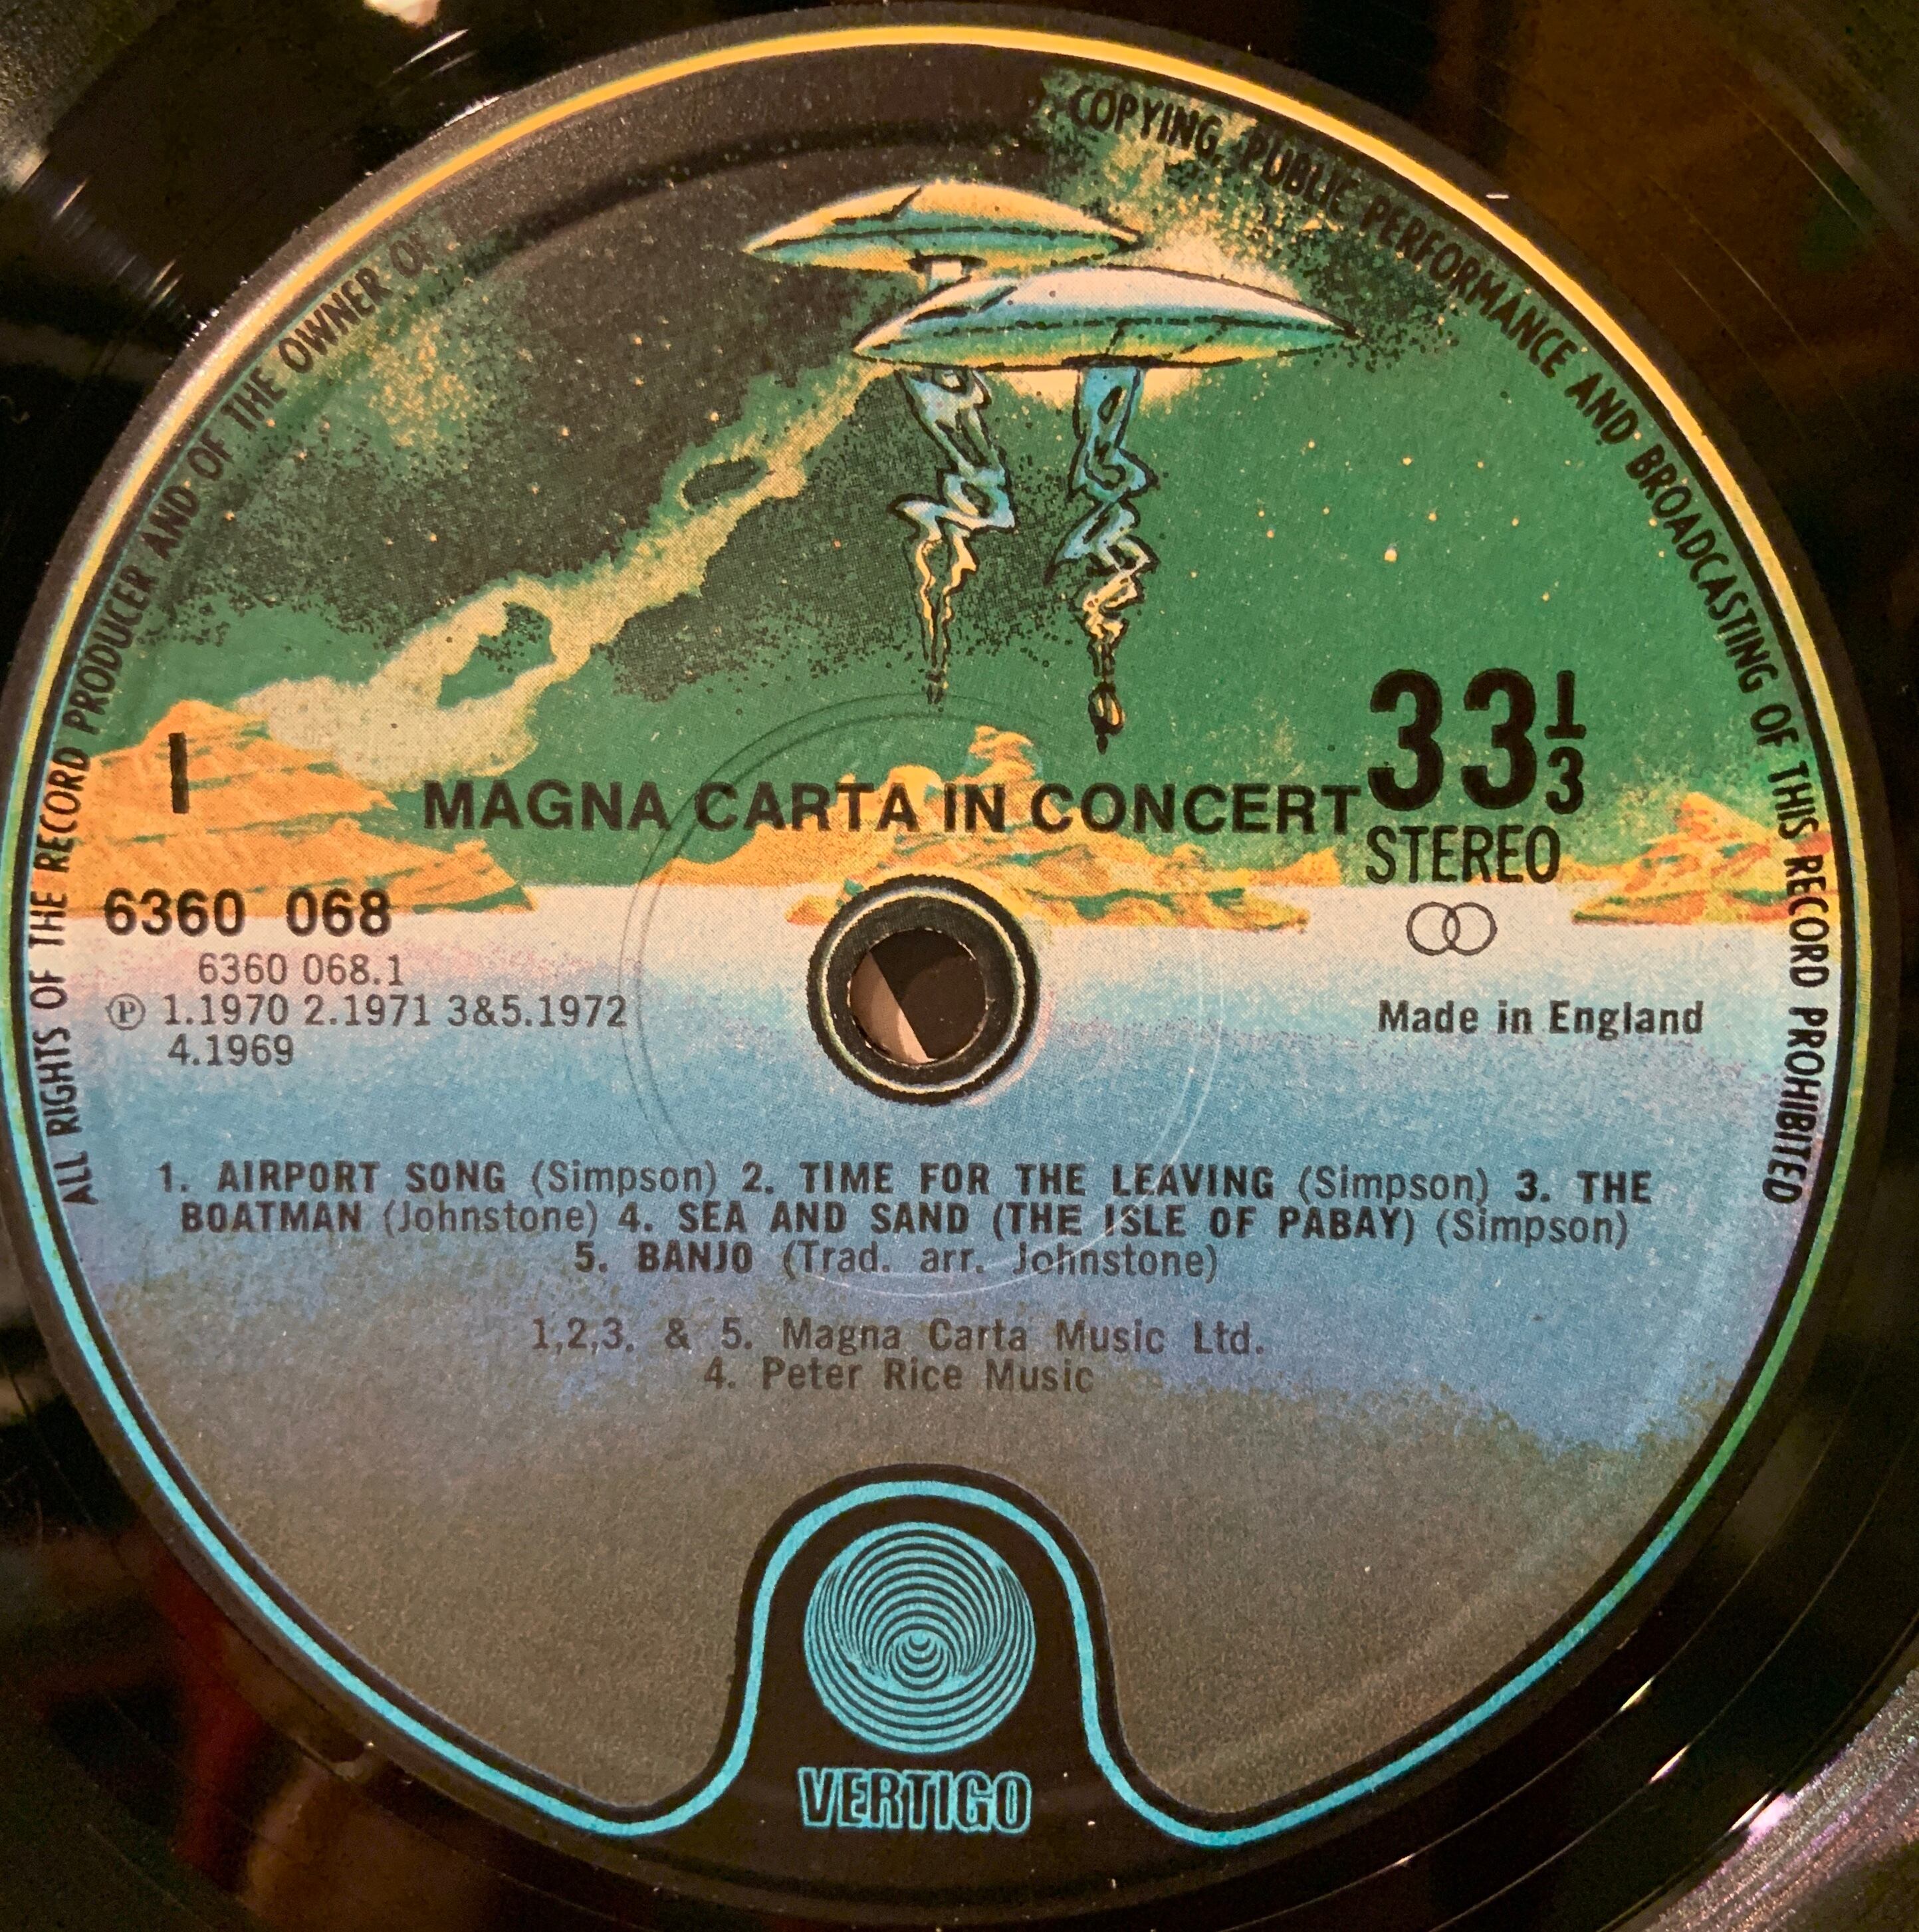 ALL RIGHTS OF THE RECORD PRODUCER AND OF THE OWNER OF
COPYING, PUBLIC PERFORMANCE AND BROADCASTING OF THIS RECORD PROHIBITED
I
MAGNA CARTA IN CONCERT
33 1/3
STEREO
6360 068
6360 068.1
Ⓟ 1.1970 2.1971 3&5.1972
4.1969
Made in England
1. AIRPORT SONG (Simpson) 2. TIME FOR THE LEAVING (Simpson) 3. THE
BOATMAN (Johnstone) 4. SEA AND SAND (THE ISLE OF PABAY) (Simpson)
5. BANJO (Trad. arr. Johnstone)
1,2,3. & 5. Magna Carta Music Ltd.
4. Peter Rice Music
VERTIGO